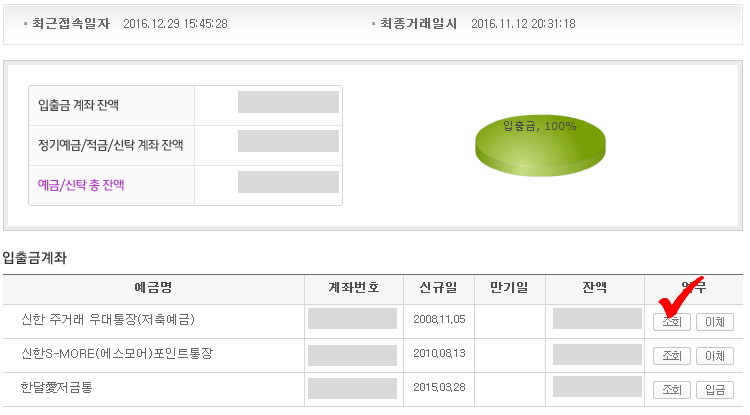 최근접속일자 2016.12.29 15:45:28 최종거래일시 2016.11.12 20:31:18
입출금 계좌 잔액
정기예금/적금/신탁 계좌 잔액
예금/신탁 총 잔액
입출금, 100%
입출금계좌
예금명 계좌번호 신규일 만기일 잔액 업무
신한 주거래 우대통장(저축예금) 2008.11.05 조회 이체
신한S-MORE(에스모어)포인트통장 2010.08.13 조회 이체
한달愛저금통 2015.03.28 조회 입금